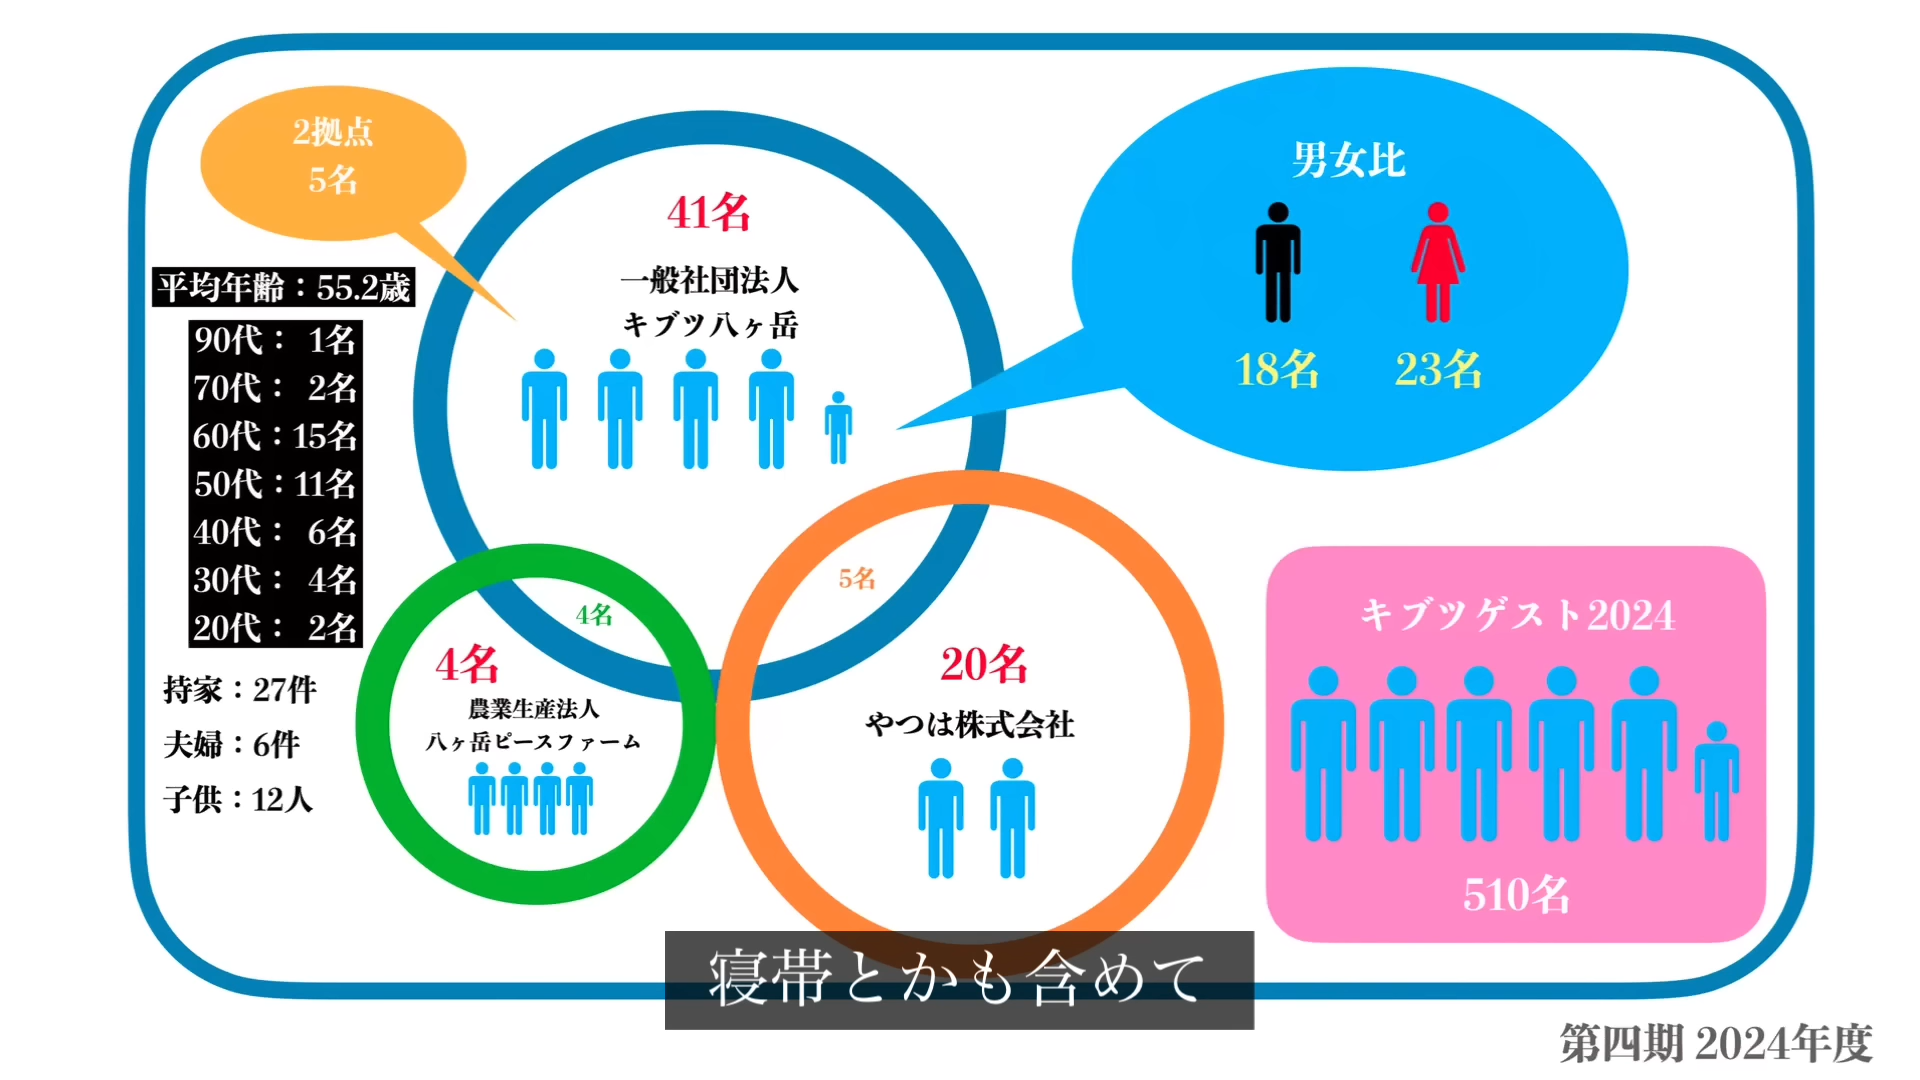 2拠点
5名
平均年齢：55.2歳
90代： 1名
70代： 2名
60代：15名
50代：11名
40代： 6名
30代： 4名
20代： 2名
持家：27件
夫婦：6件
子供：12人
41名
一般社団法人
キブツ八ヶ岳
男女比
18名
23名
4名
4名
農業生産法人
八ヶ岳ピースファーム
5名
20名
やつは株式会社
キブツゲスト2024
510名
寝帯とかも含めて
第四期 2024年度